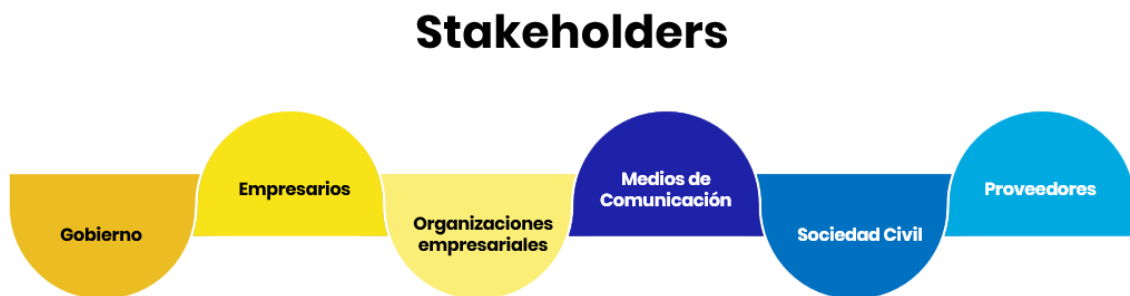 Stakeholders
Gobierno
Empresarios
Organizaciones
empresariales
Medios de
Comunicación
Sociedad Civil
Proveedores